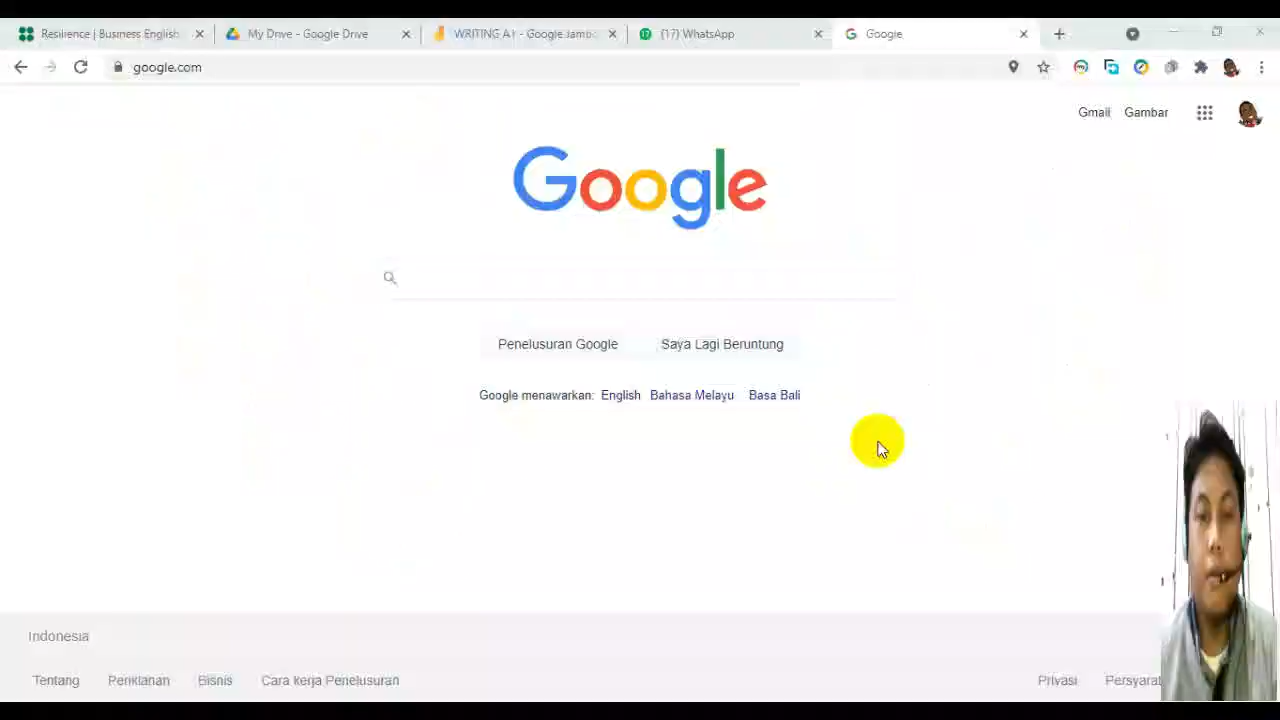 Resilience | Business English
My Drive - Google Drive
WRITING A1 - Google Jambo
(17) WhatsApp
Google
google.com
Gmail Gambar
Google
Penelusuran Google Saya Lagi Beruntung
Google menawarkan: English Bahasa Melayu Basa Bali
Indonesia
Tentang Periklanan Bisnis Cara kerja Penelusuran
Privasi Persyarat